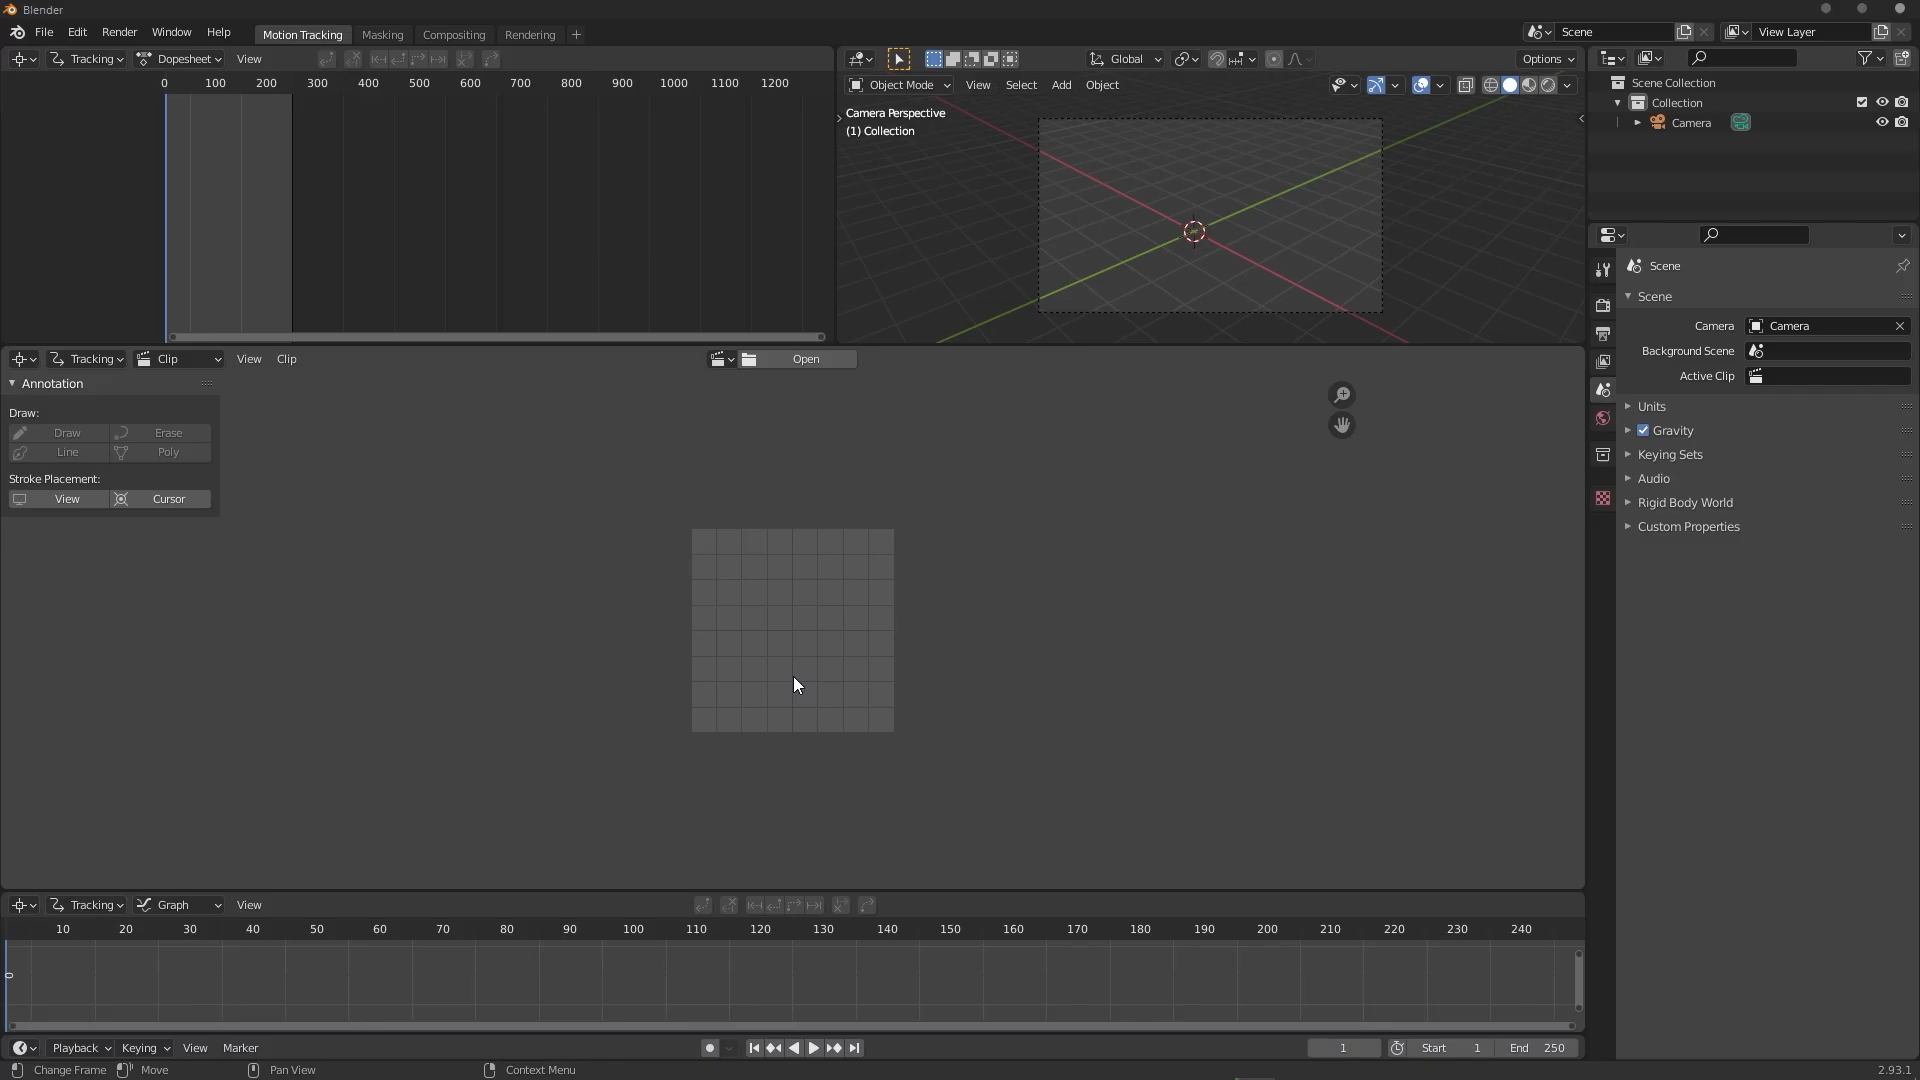 Blender
File Edit Render Window Help Motion Tracking Masking Compositing Rendering + Scene View Layer
Tracking Dopesheet View Global Options
0 100 200 300 400 500 600 700 800 900 1000 1100 1200
Object Mode View Select Add Object
Camera Perspective
(1) Collection
Scene Collection
Collection
Camera
Scene
Scene
Camera Camera
Background Scene
Active Clip
Units
Gravity
Keying Sets
Audio
Rigid Body World
Custom Properties
Tracking Clip View Clip Open
Annotation
Draw:
Draw Erase
Line Poly
Stroke Placement:
View Cursor
Tracking Graph View
10 20 30 40 50 60 70 80 90 100 110 120 130 140 150 160 170 180 190 200 210 220 230 240
0
Playback Keying View Marker 1 Start 1 End 250
Change Frame Move Pan View Context Menu 2.93.1